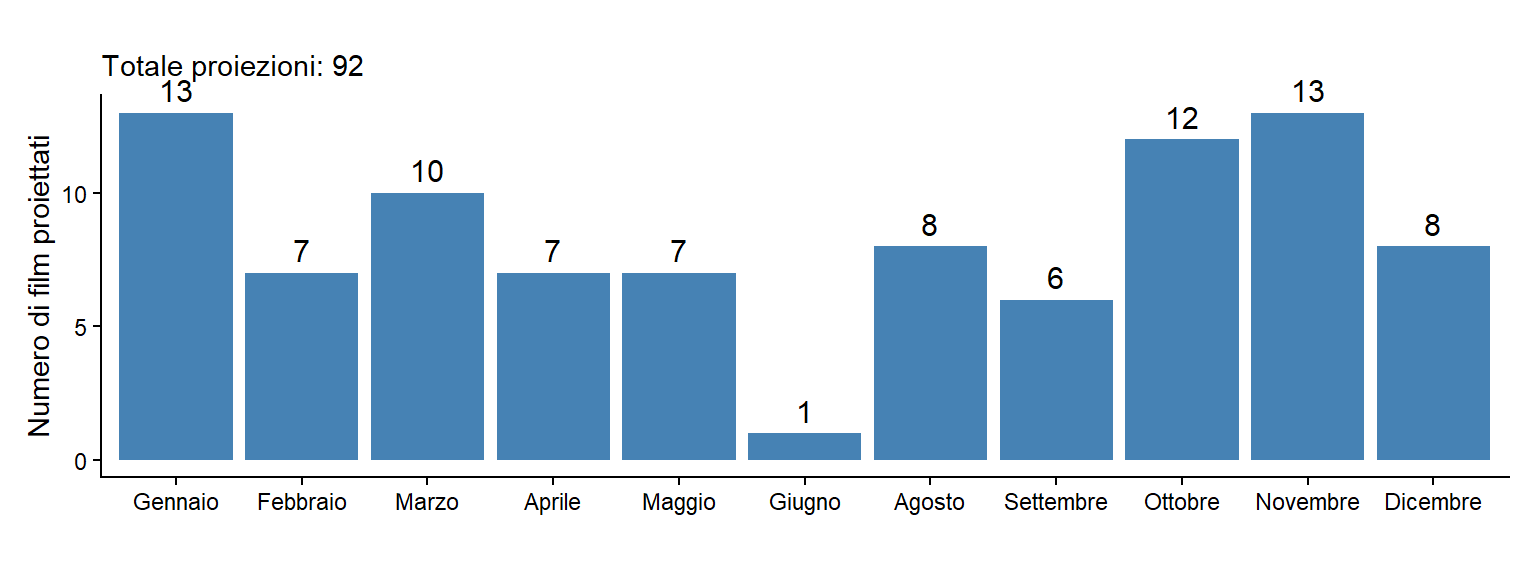 Totale proiezioni: 92
Numero di film proiettati
10
5
0
13
7
10
7
7
1
8
6
12
13
8
Gennaio
Febbraio
Marzo
Aprile
Maggio
Giugno
Agosto
Settembre
Ottobre
Novembre
Dicembre